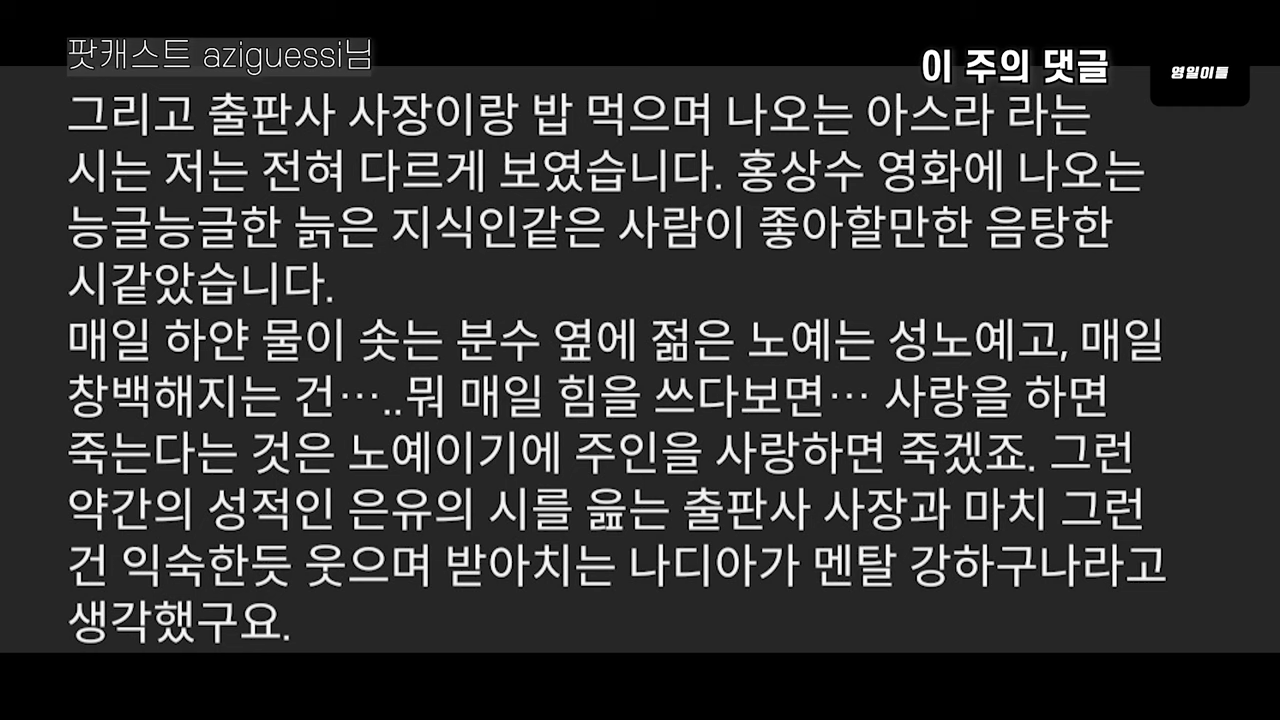 팟캐스트 aziguessi님
이 주의 댓글
영일이들
그리고 출판사 사장이랑 밥 먹으며 나오는 아스라 라는
시는 저는 전혀 다르게 보였습니다. 홍상수 영화에 나오는
능글능글한 늙은 지식인같은 사람이 좋아할만한 음탕한
시같았습니다.
매일 하얀 물이 솟는 분수 옆에 젊은 노예는 성노예고, 매일
창백해지는 건…..뭐 매일 힘을 쓰다보면… 사랑을 하면
죽는다는 것은 노예이기에 주인을 사랑하면 죽겠죠. 그런
약간의 성적인 은유의 시를 읊는 출판사 사장과 마치 그런
건 익숙한듯 웃으며 받아치는 나디아가 멘탈 강하구나라고
생각했구요.